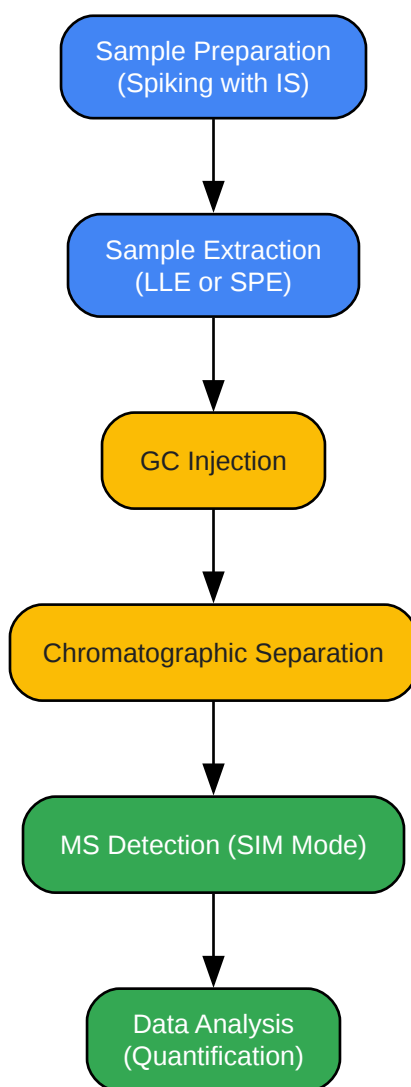 Sample Preparation
(Spiking with IS)
Sample Extraction
(LLE or SPE)
GC Injection
Chromatographic Separation
MS Detection (SIM Mode)
Data Analysis
(Quantification)